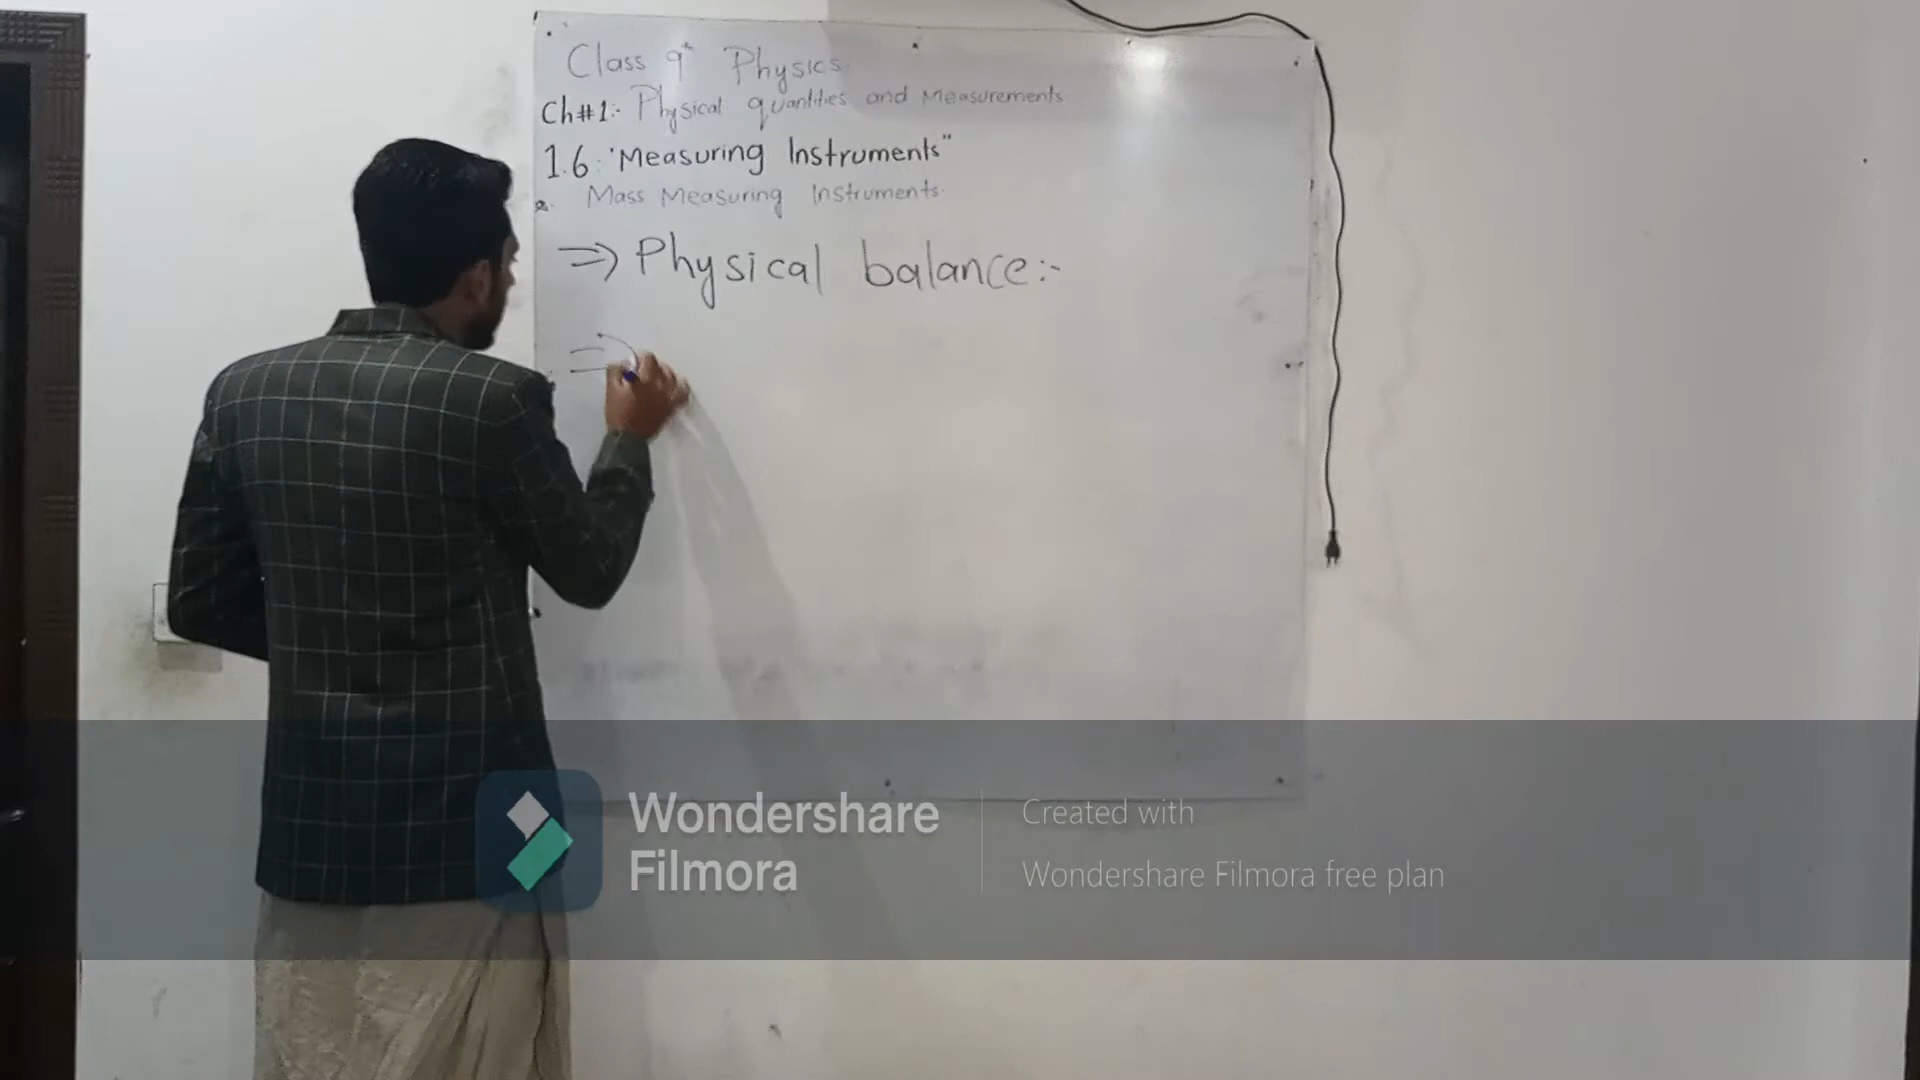 Class 9th Physics
Ch#1:- Physical quantities and Measurements
1.6: "Measuring Instruments"
Mass Measuring Instruments.
⇒ Physical balance:-
Wondershare
Filmora
Created with
Wondershare Filmora free plan